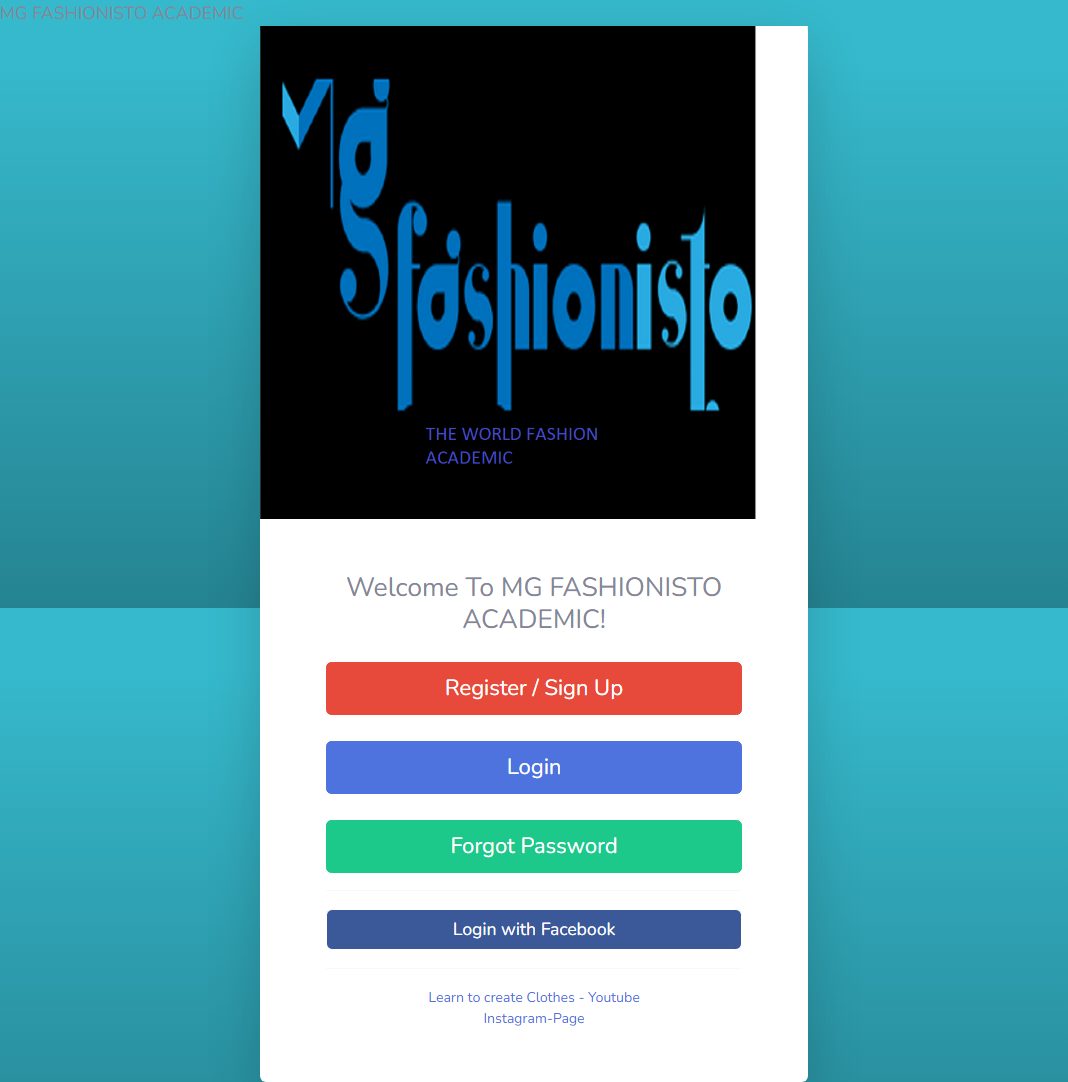 MG FASHIONISTO ACADEMIC
Mg
fashionisto
THE WORLD FASHION
ACADEMIC
Welcome To MG FASHIONISTO
ACADEMIC!
Register / Sign Up
Login
Forgot Password
Login with Facebook
Learn to create Clothes - Youtube
Instagram-Page